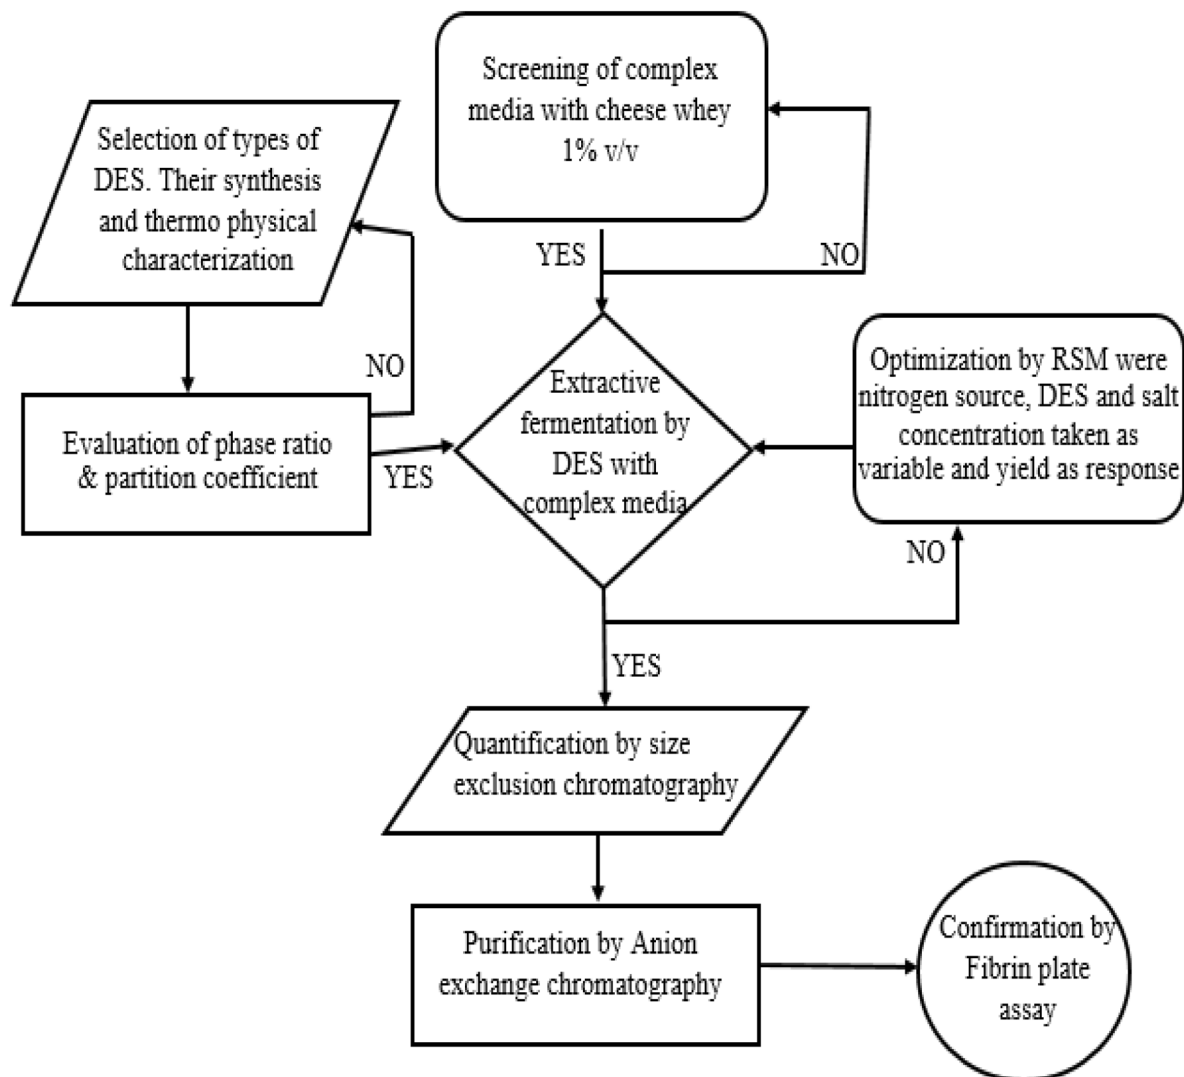 Screening of complex
media with cheese whey
1% v/v
Selection of types of
DES. Their synthesis
and thermo physical
characterization
YES
NO
NO
Evaluation of phase ratio
& partition coefficient
YES
Extractive
fermentation by
DES with
complex media
Optimization by RSM were
nitrogen source, DES and salt
concentration taken as
variable and yield as response
NO
YES
Quantification by size
exclusion chromatography
Purification by Anion
exchange chromatography
Confirmation by
Fibrin plate
assay